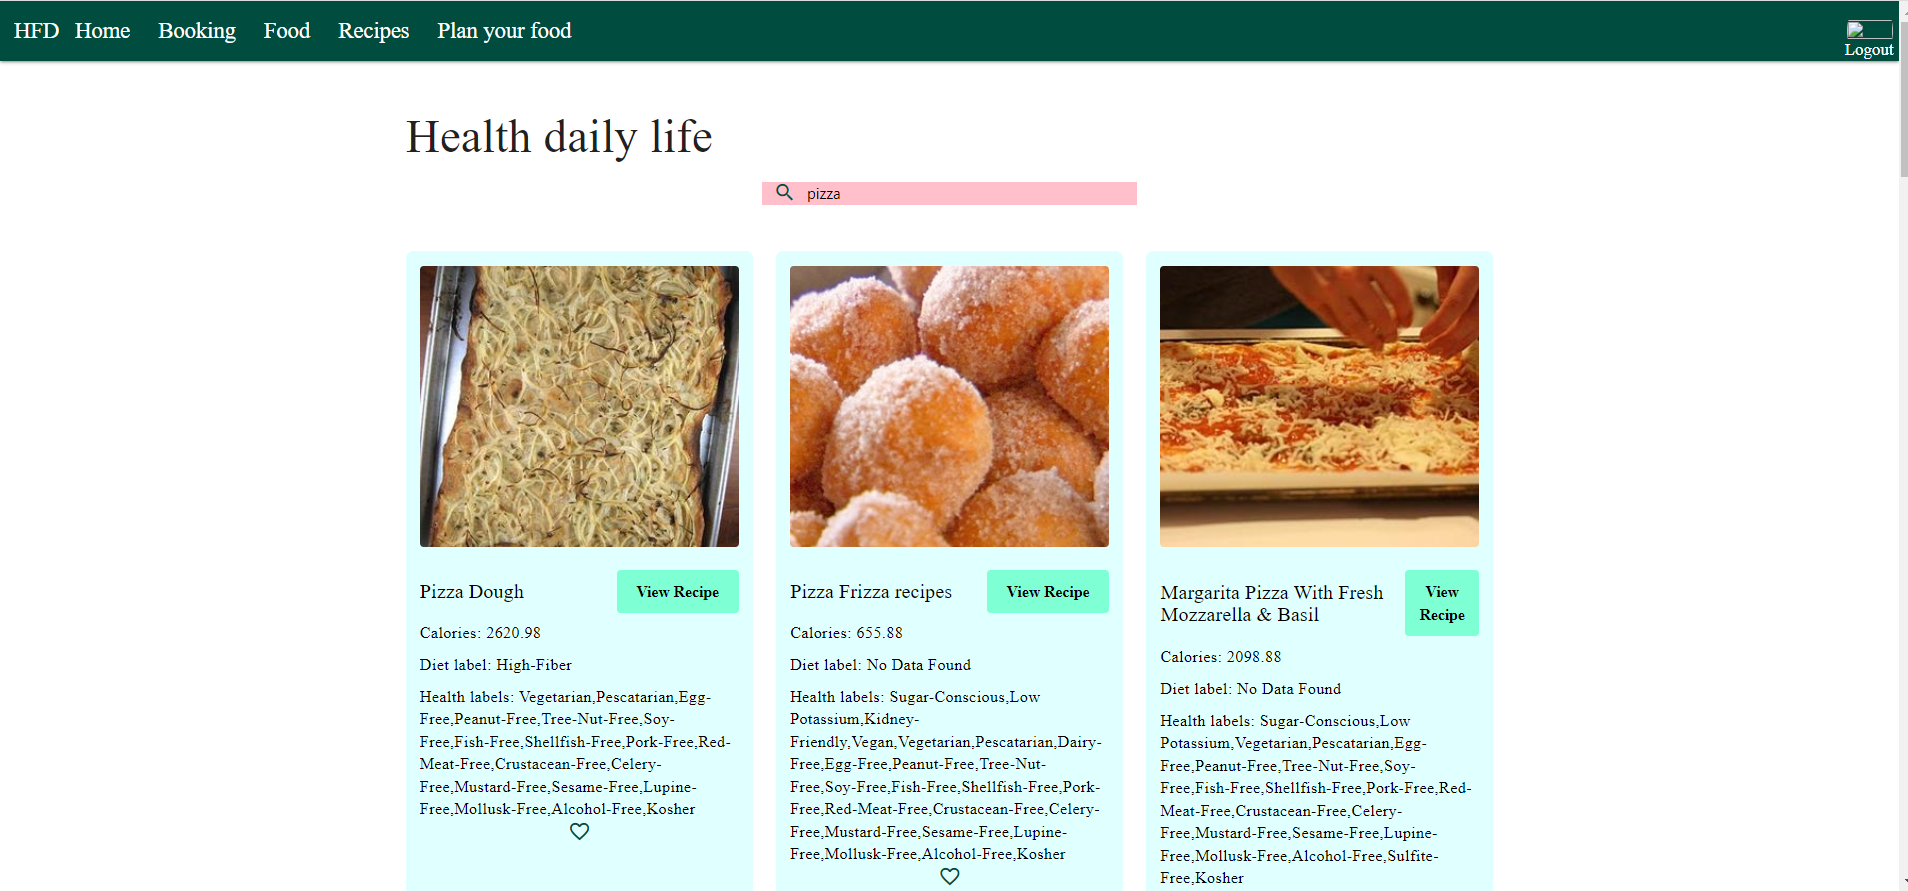 HFD Home Booking Food Recipes Plan your food
Logout
Health daily life
pizza
Pizza Dough
View Recipe
Calories: 2620.98
Diet label: High-Fiber
Health labels: Vegetarian,Pescatarian,Egg-
Free,Peanut-Free,Tree-Nut-Free,Soy-
Free,Fish-Free,Shellfish-Free,Pork-Free,Red-
Meat-Free,Crustacean-Free,Celery-
Free,Mustard-Free,Sesame-Free,Lupine-
Free,Mollusk-Free,Alcohol-Free,Kosher
Pizza Frizza recipes
View Recipe
Calories: 655.88
Diet label: No Data Found
Health labels: Sugar-Conscious,Low
Potassium,Kidney-
Friendly,Vegan,Vegetarian,Pescatarian,Dairy-
Free,Egg-Free,Peanut-Free,Tree-Nut-
Free,Soy-Free,Fish-Free,Shellfish-Free,Pork-
Free,Red-Meat-Free,Crustacean-Free,Celery-
Free,Mustard-Free,Sesame-Free,Lupine-
Free,Mollusk-Free,Alcohol-Free,Kosher
Margarita Pizza With Fresh
Mozzarella & Basil
View
Recipe
Calories: 2098.88
Diet label: No Data Found
Health labels: Sugar-Conscious,Low
Potassium,Vegetarian,Pescatarian,Egg-
Free,Peanut-Free,Tree-Nut-Free,Soy-
Free,Fish-Free,Shellfish-Free,Pork-Free,Red-
Meat-Free,Crustacean-Free,Celery-
Free,Mustard-Free,Sesame-Free,Lupine-
Free,Mollusk-Free,Alcohol-Free,Sulfite-
Free,Kosher